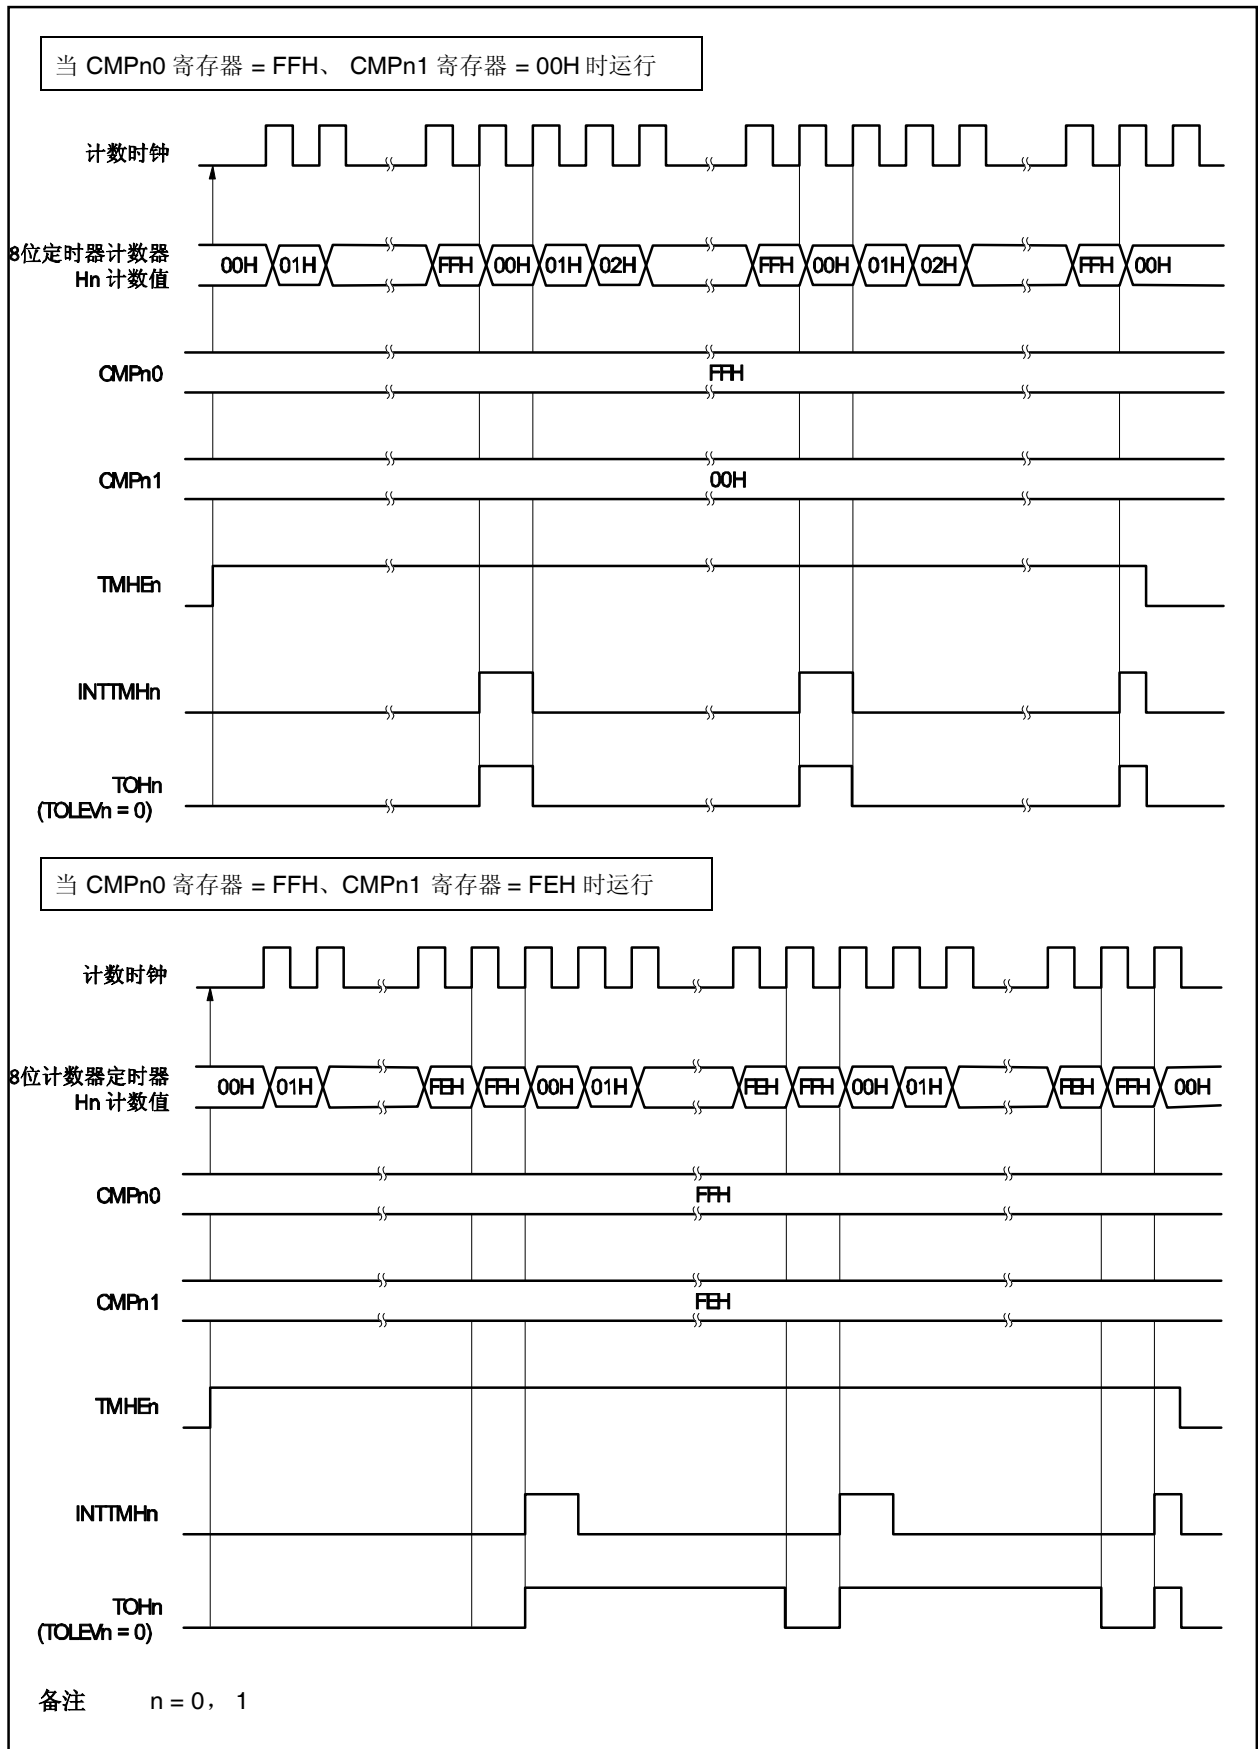 当 CMPn0 寄存器 = FFH、 CMPn1 寄存器 = 00H 时运行
计数时钟
8位定时器计数器
Hn 计数值
00H 01H FFH 00H 01H 02H FFH 00H 01H 02H FFH 00H
CMPn0
FFH
CMPn1
00H
TMHEn
INTTMHn
TOHn
(TOLEVn = 0)
当 CMPn0 寄存器 = FFH、CMPn1 寄存器 = FEH 时运行
计数时钟
8位计数器定时器
Hn 计数值
00H 01H FEH FFH 00H 01H FEH FFH 00H 01H FEH FFH 00H
CMPn0
FFH
CMPn1
FEH
TMHEn
INTTMHn
TOHn
(TOLEVn = 0)
备注 n = 0， 1